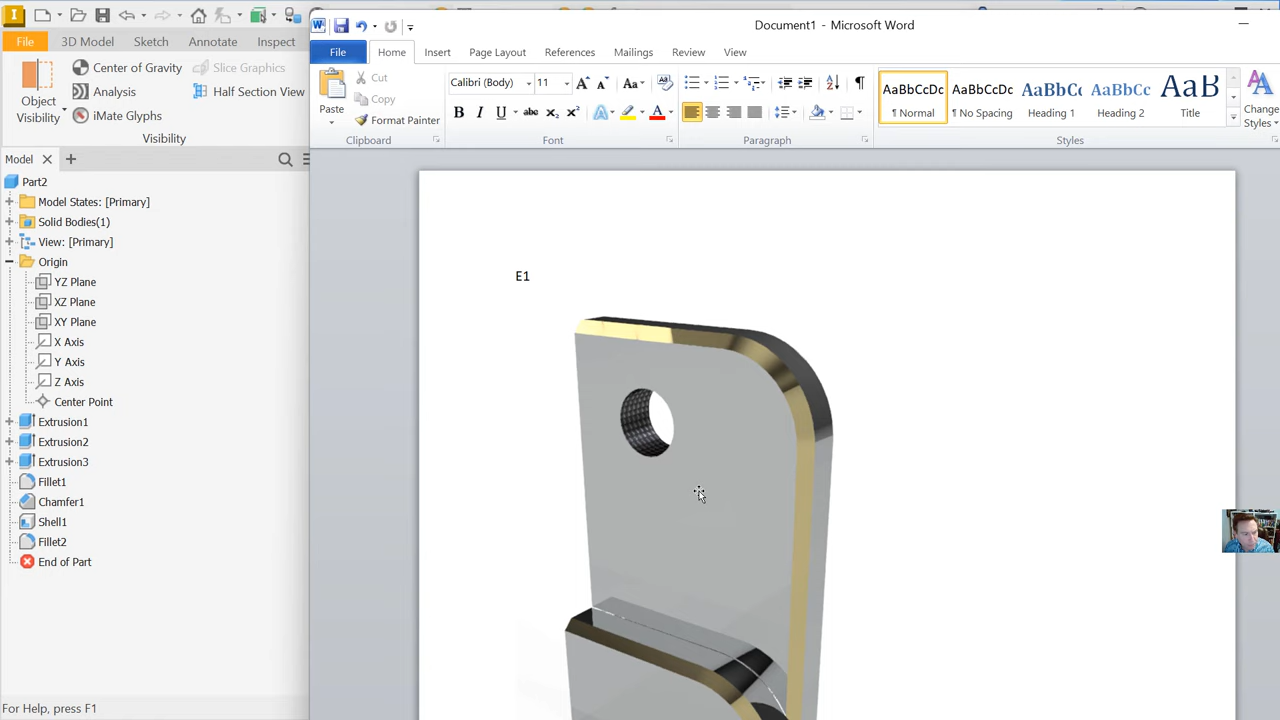 Document1 - Microsoft Word
File 3D Model Sketch Annotate Inspect
File Home Insert Page Layout References Mailings Review View
Object Visibility
Center of Gravity
Slice Graphics
Analysis
Half Section View
iMate Glyphs
Visibility
Paste
Cut
Copy
Format Painter
Clipboard
Calibri (Body) 11
Font
Paragraph
AaBbCcDc AaBbCcDc AaBbCc AaBbCc AaB
¶ Normal ¶ No Spacing Heading 1 Heading 2 Title
Change Styles
Styles
Model
Part2
Model States: [Primary]
Solid Bodies(1)
View: [Primary]
Origin
YZ Plane
XZ Plane
XY Plane
X Axis
Y Axis
Z Axis
Center Point
Extrusion1
Extrusion2
Extrusion3
Fillet1
Chamfer1
Shell1
Fillet2
End of Part
E1
For Help, press F1